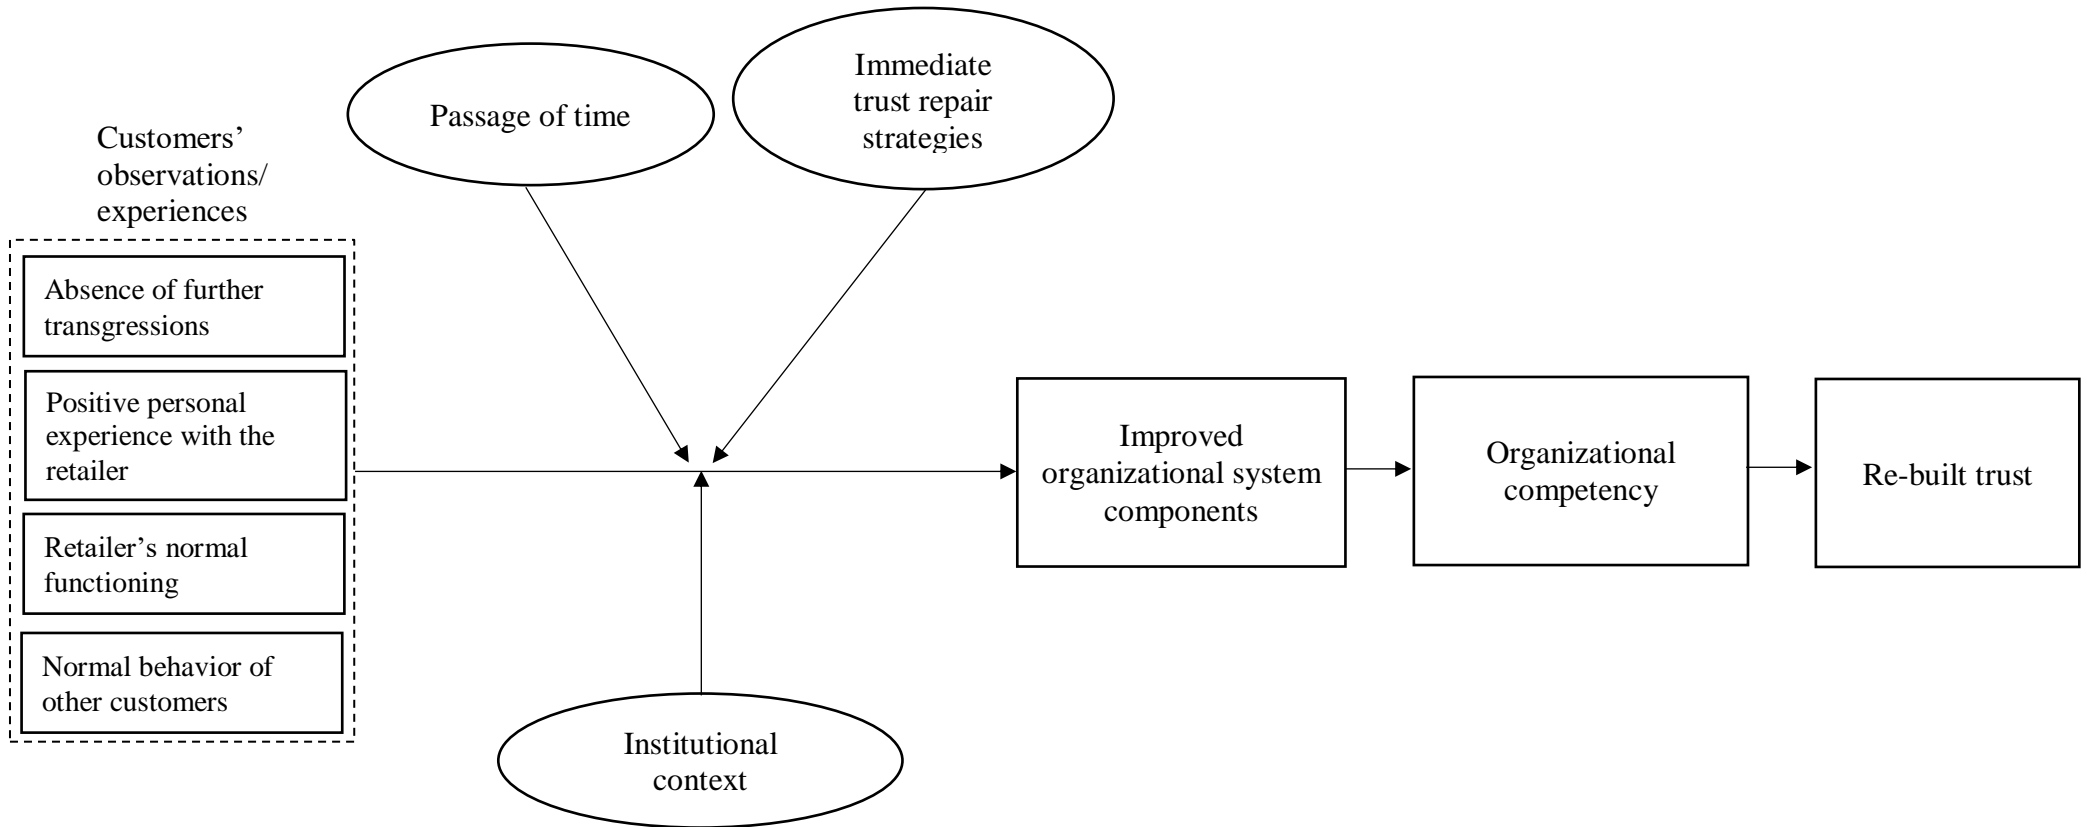 Passage of time
Immediate
trust repair
strategies
Customers’
observations/
experiences
Absence of further
transgressions
Positive personal
experience with the
retailer
Retailer’s normal
functioning
Normal behavior of
other customers
Improved
organizational system
components
Organizational
competency
Re-built trust
Institutional
context